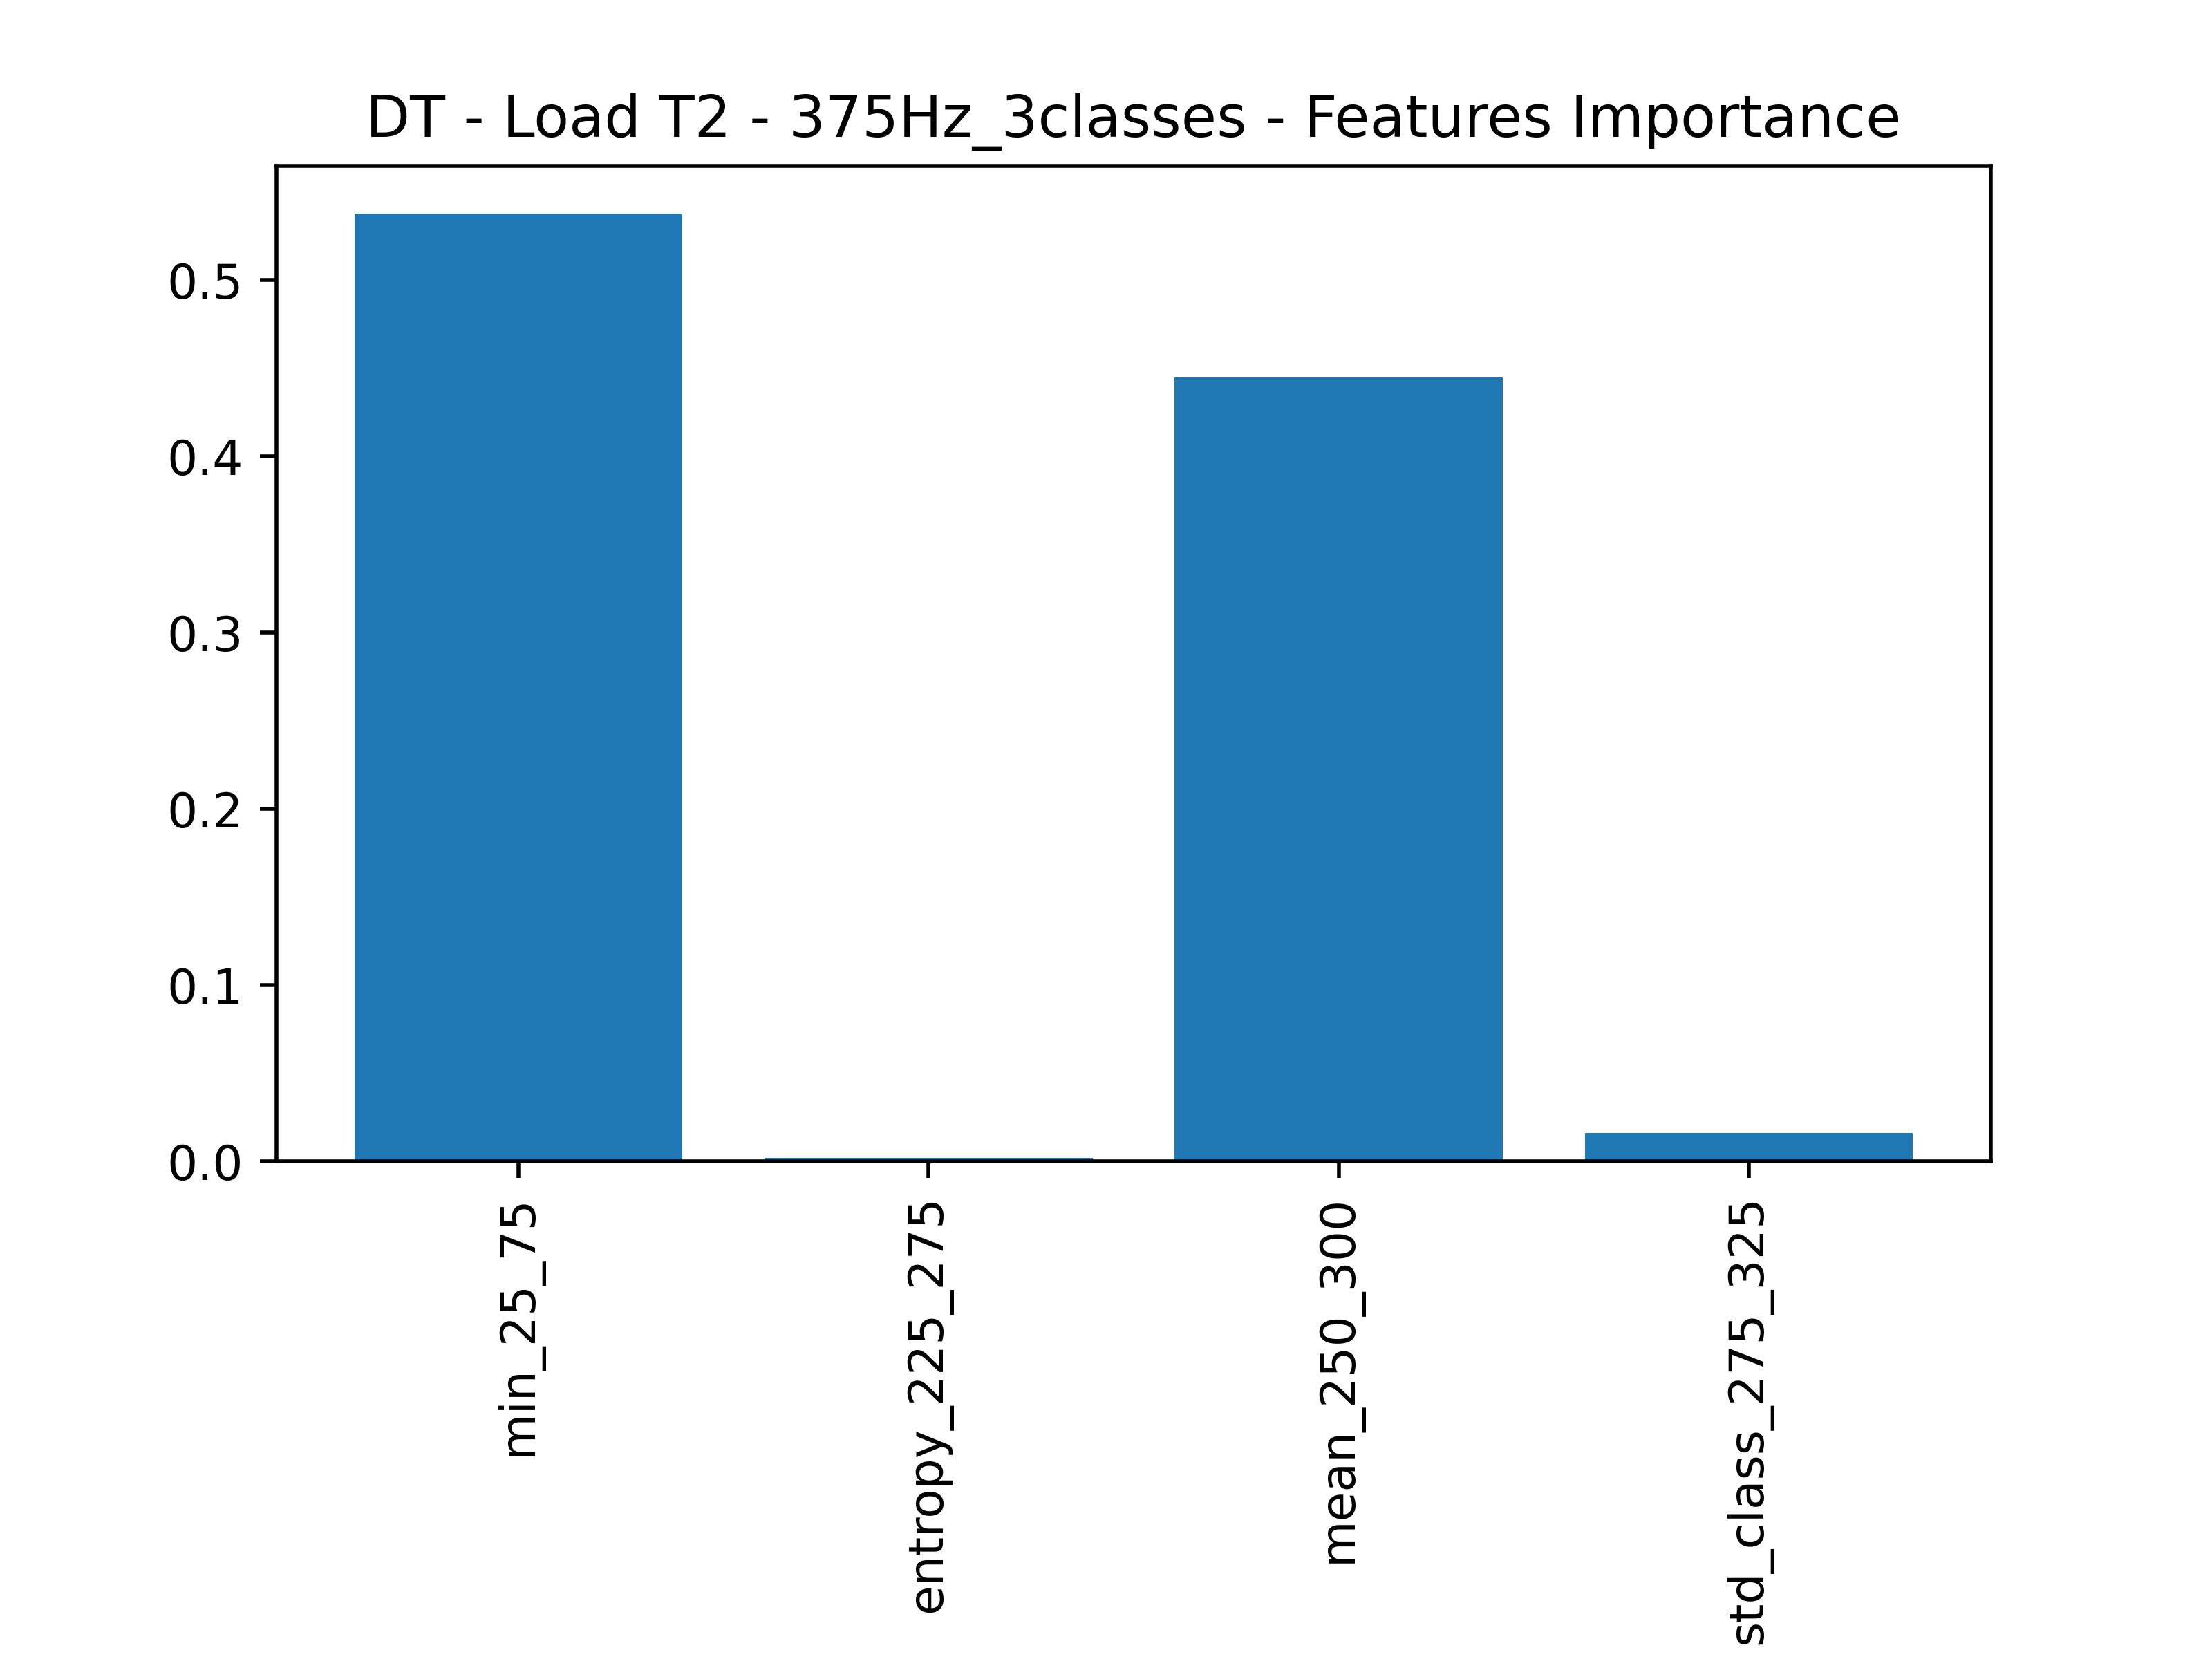 DT - Load T2 - 375Hz_3classes - Features Importance
0.5
0.4
0.3
0.2
0.1
0.0
min_25_75
entropy_225_275
mean_250_300
std_class_275_325